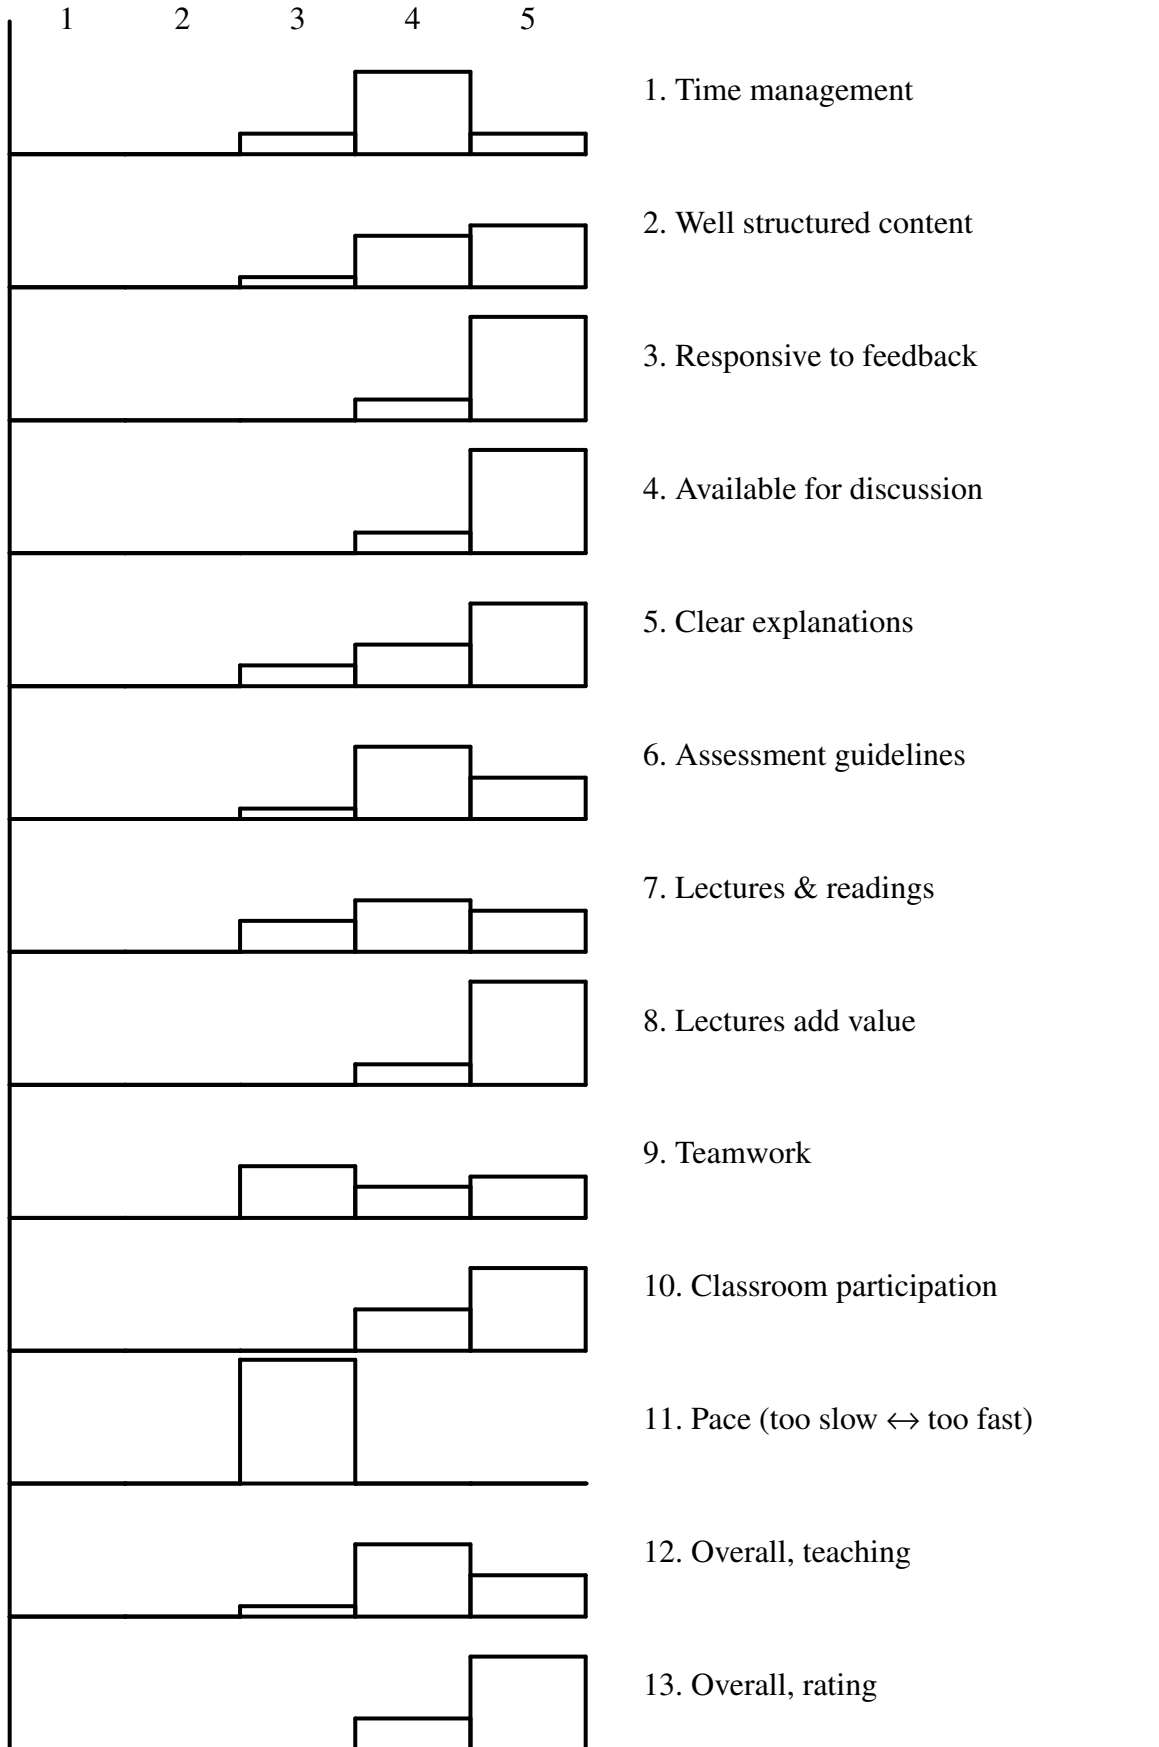 1 2 3 4 5
1. Time management
2. Well structured content
3. Responsive to feedback
4. Available for discussion
5. Clear explanations
6. Assessment guidelines
7. Lectures & readings
8. Lectures add value
9. Teamwork
10. Classroom participation
11. Pace (too slow ↔ too fast)
12. Overall, teaching
13. Overall, rating